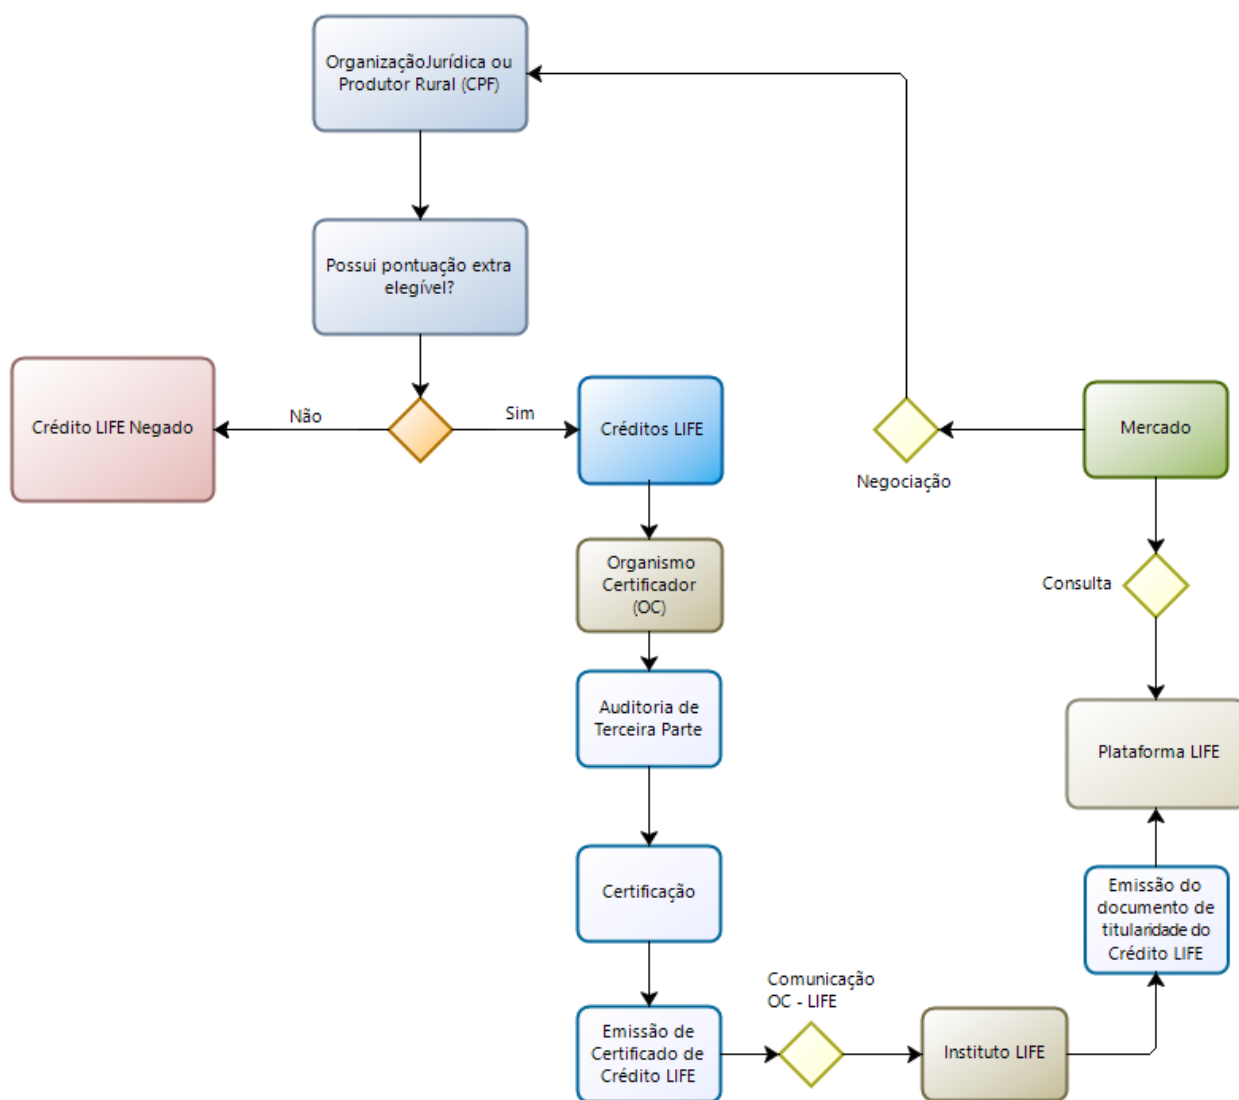 OrganizaçãoJurídica ou
Produtor Rural (CPF)
Possui pontuação extra
elegível?
Não
Sim
Crédito LIFE Negado
Créditos LIFE
Negociação
Mercado
Organismo
Certificador
(OC)
Consulta
Auditoria de
Terceira Parte
Plataforma LIFE
Certificação
Emissão do
documento de
titularidade do
Crédito LIFE
Comunicação
OC - LIFE
Emissão de
Certificado de
Crédito LIFE
Instituto LIFE